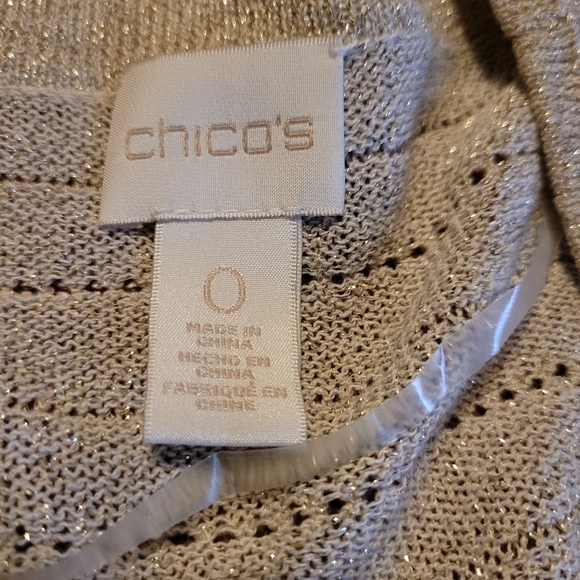 chico's
0
MADE IN
CHINA
HECHO EN
CHINA
FABRIQUÉ EN
CHINE